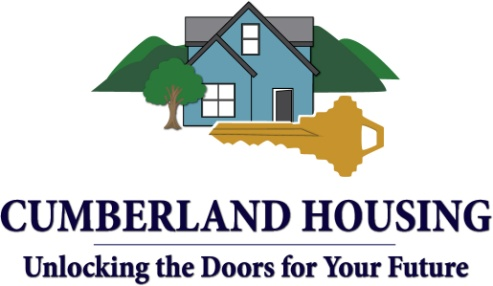 CUMBERLAND HOUSING
Unlocking the Doors for Your Future